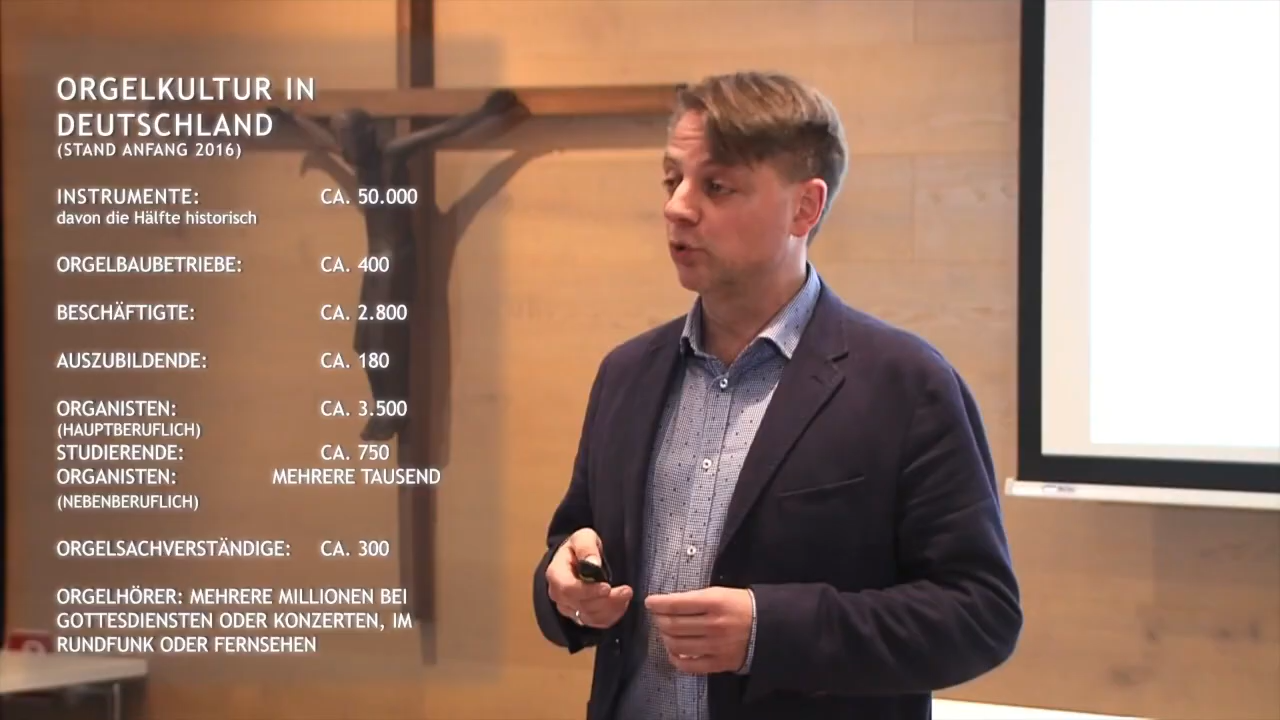 ORGELKULTUR IN
DEUTSCHLAND
(STAND ANFANG 2016)
INSTRUMENTE: CA. 50.000
davon die Hälfte historisch
ORGELBAUBETRIEBE: CA. 400
BESCHÄFTIGTE: CA. 2.800
AUSZUBILDENDE: CA. 180
ORGANISTEN: CA. 3.500
(HAUPTBERUFLICH)
STUDIERENDE: CA. 750
ORGANISTEN: MEHRERE TAUSEND
(NEBENBERUFLICH)
ORGELSACHVERSTÄNDIGE: CA. 300
ORGELHÖRER: MEHRERE MILLIONEN BEI
GOTTESDIENSTEN ODER KONZERTEN, IM
RUNDFUNK ODER FERNSEHEN